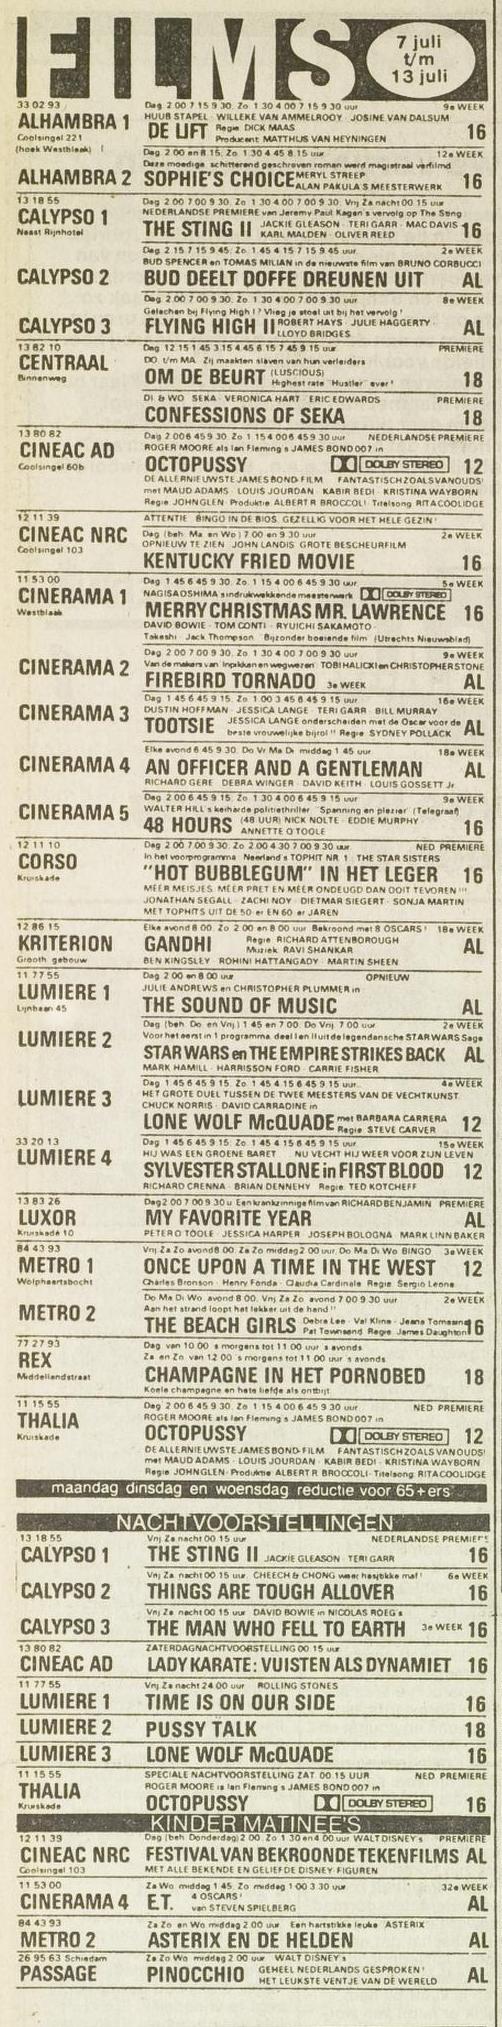 FILMS
7 juli
t/m
13 juli
33 02 93 Dag. 2.00 7.15 9.30. Zo. 1.30 4.00 7.15 9.30 uur 9e WEEK
HUUB STAPEL · WILLEKE VAN AMMELROOY · JOSINE VAN DALSUM
ALHAMBRA 1 DE LIFT Regie: DICK MAAS 16
Coolsingel 221 Producent: MATTHIJS VAN HEYNINGEN
(hoek Westblaak)
Dag. 2.00 en 8.15. Zo. 1.30 4.45 8.15 uur 12e WEEK
Deze moedige, schitterend geschreven roman werd magistraal verfilmd
ALHAMBRA 2 SOPHIE'S CHOICE MERYL STREEP 16
ALAN PAKULA'S MEESTERWERK
13 18 55 Dag. 2.00 7.00 9.30. Zo. 1.30 4.00 7.00 9.30. Vrij. Za. nacht 00.15 uur
NEDERLANDSE PREMIERE van Jeremy Paul Kagan's vervolg op The Sting
CALYPSO 1 THE STING II JACKIE GLEASON · TERI GARR · MAC DAVIS 16
Naast Rijnhotel KARL MALDEN · OLIVER REED
Dag. 2.15 7.15 9.45. Zo. 1.45 4.15 7.15 9.45 uur. 2e WEEK
BUD SPENCER en TOMAS MILIAN in de nieuwste film van BRUNO CORBUCCI
CALYPSO 2 BUD DEELT DOFFE DREUNEN UIT AL
Dag. 2.00 7.00 9.30. Zo. 1.30 4.00 7.00 9.30 uur 8e WEEK
Gelachen bij Flying High I? Vlieg je stoel uit bij het vervolg!
CALYPSO 3 FLYING HIGH II ROBERT HAYS · JULIE HAGGERTY · AL
LLOYD BRIDGES
13 82 10 Dag. 12.15 1.45 3.15 4.45 6.15 7.45 9.15 uur. PREMIERE
DO. t/m MA. Zij maakten slaven van hun verleiders
CENTRAAL OM DE BEURT (LUSCIOUS) 18
Binnenweg Highest rate "Hustler" ever!
DI. & WO. SEKA · VERONICA HART · ERIC EDWARDS PREMIERE
CONFESSIONS OF SEKA 18
13 80 82 Dag. 2.00 6.45 9.30. Zo. 1.15 4.00 6.45 9.30 uur NEDERLANDSE PREMIERE
ROGER MOORE als Ian Fleming's JAMES BOND 007 in
CINEAC AD OCTOPUSSY DOLBY STEREO 12
Coolsingel 60b DE ALLERNIEUWSTE JAMES BOND-FILM FANTASTISCH ZOALS VANOUDS!
met MAUD ADAMS · LOUIS JOURDAN · KABIR BEDI · KRISTINA WAYBORN
Regie: JOHN GLEN · Produktie: ALBERT R. BROCCOLI · Titelsong: RITA COOLIDGE
ATTENTIE: BINGO IN DE BIOS. GEZELLIG VOOR HET HELE GEZIN!
12 11 39 Dag. (beh. Ma. en Wo.) 7.00 en 9.30 uur 2e WEEK
OPNIEUW TE ZIEN: JOHN LANDIS' GROTE BESCHEURFILM
CINEAC NRC KENTUCKY FRIED MOVIE 16
Coolsingel 103
11 53 00 Dag. 1.45 6.45 9.30. Zo. 1.15 4.00 6.45 9.30 uur 5e WEEK
NAGISA OSHIMA's indrukwekkende meesterwerk DOLBY STEREO
CINERAMA 1 MERRY CHRISTMAS MR. LAWRENCE 16
Westblaak DAVID BOWIE · TOM CONTI · RYUICHI SAKAMOTO ·
Takeshi · Jack Thompson. "Bijzonder boeiende film" (Utrechts Nieuwsblad)
Dag. 2.00 7.00 9.30. Zo. 1.30 4.00 7.00 9.30 uur 9e WEEK
Van de makers van Inpikken en wegwezen TOBI HALICKI en CHRISTOPHER STONE
CINERAMA 2 FIREBIRD TORNADO 3e WEEK AL
Dag. 1.45 6.45 9.15. Zo. 1.00 3.45 6.45 9.15 uur 16e WEEK
DUSTIN HOFFMAN · JESSICA LANGE · TERI GARR · BILL MURRAY
CINERAMA 3 TOOTSIE JESSICA LANGE onderscheiden met de Oscar voor de AL
beste vrouwelijke bijrol!! Regie: SYDNEY POLLACK
Elke avond 6.45 9.30. Do. Vr. Ma. Di. middag 1.45 uur 18e WEEK
CINERAMA 4 AN OFFICER AND A GENTLEMAN AL
RICHARD GERE · DEBRA WINGER · DAVID KEITH · LOUIS GOSSETT Jr.
Dag. 2.00 6.45 9.15. Zo. 1.30 4.00 6.45 9.15 uur 9e WEEK
WALTER HILL's keiharde politiethriller. "Spanning en plezier" (Telegraaf)
CINERAMA 5 48 HOURS (48 UUR) NICK NOLTE · EDDIE MURPHY 16
ANNETTE O'TOOLE
12 11 10 Dag. 2.00 7.00 9.30. Zo. 2.00 4.30 7.00 9.30 uur NED. PREMIERE
In het voorprogramma: Neerland's TOPHIT NR. 1: THE STAR SISTERS
CORSO "HOT BUBBLEGUM" IN HET LEGER 16
Kruiskade MÉÉR MEISJES, MÉÉR PRET EN MÉÉR ONDEUGD DAN OOIT TEVOREN!!!
JONATHAN SEGALL · ZACHI NOY · DIETMAR SIEGERT · SONJA MARTIN
MET TOPHITS UIT DE 50-er EN 60-er JAREN
12 86 15 Elke avond 8.00. Zo. 2.00 en 8.00 uur. Bekroond met 8 OSCARS! 18e WEEK
KRITERION GANDHI Regie: RICHARD ATTENBOROUGH AL
Muziek: RAVI SHANKAR
Grooth. gebouw BEN KINGSLEY · ROHINI HATTANGADY · MARTIN SHEEN
11 77 55 Dag. 2.00 en 8.00 uur OPNIEUW
JULIE ANDREWS en CHRISTOPHER PLUMMER in
LUMIERE 1 THE SOUND OF MUSIC AL
Lijnbaan 45
Dag. (beh. Do. en Vrij.) 1.45 en 7.00. Do. Vrij. 7.00 uur 2e WEEK
Voor het eerst in 1 programma deel I en II uit de legendarische STAR WARS Saga
LUMIERE 2 STAR WARS en THE EMPIRE STRIKES BACK AL
MARK HAMILL · HARRISSON FORD · CARRIE FISHER
Dag. 1.45 6.45 9.15. Zo. 1.45 4.15 6.45 9.15 uur. 4e WEEK
HET GROTE DUEL TUSSEN DE TWEE MEESTERS VAN DE VECHTKUNST
CHUCK NORRIS · DAVID CARRADINE in
LUMIERE 3 LONE WOLF McQUADE met BARBARA CARRERA 12
Regie: STEVE CARVER
33 20 13 Dag. 1.45 6.45 9.15. Zo. 1.45 4.15 6.45 9.15 uur 15e WEEK
HIJ WAS EEN GROENE BARET NU VECHT HIJ WEER VOOR ZIJN LEVEN
LUMIERE 4 SYLVESTER STALLONE in FIRST BLOOD 12
RICHARD CRENNA · BRIAN DENNEHY · Regie: TED KOTCHEFF
13 83 26 Dag 2.00 7.00 9.30 u. Een krankzinnige film van RICHARD BENJAMIN PREMIERE
LUXOR MY FAVORITE YEAR AL
Kruiskade 10 PETER O'TOOLE · JESSICA HARPER · JOSEPH BOLOGNA · MARK LINN BAKER
84 43 93 Vrij. Za. Zo. avond 8.00. Za. Zo. middag 2.00 uur. Do. Ma. Di. Wo. BINGO 3e WEEK
METRO 1 ONCE UPON A TIME IN THE WEST 12
Wolphaertsbocht Charles Bronson · Henry Fonda · Claudia Cardinale. Regie: Sergio Leone
Do. Ma. Di. Wo. avond 8.00. Vrij. Za. Zo. avond 7.00 9.30 uur 2e WEEK
Aan het strand loopt het lekker uit de hand!!
METRO 2 THE BEACH GIRLS Debra Lee · Val Kline · Jeana Tomasina 16
Pat Townsend. Regie: James Daughton
77 27 93 Dag. van 10.00 's morgens tot 11.00 uur 's avonds
Za. en Zo. van 12.00 's morgens tot 11.00 uur 's avonds
REX CHAMPAGNE IN HET PORNOBED 18
Middellandstraat Koele champagne en hete liefde als ontbijt.
11 15 55 Dag. 2.00 6.45 9.30. Zo. 1.15 4.00 6.45 9.30 uur NED. PREMIERE
ROGER MOORE als Ian Fleming's JAMES BOND 007 in
THALIA OCTOPUSSY DOLBY STEREO 12
Kruiskade DE ALLERNIEUWSTE JAMES BOND-FILM FANTASTISCH ZOALS VANOUDS!
met MAUD ADAMS · LOUIS JOURDAN · KABIR BEDI · KRISTINA WAYBORN
Regie: JOHN GLEN · Produktie: ALBERT R. BROCCOLI · Titelsong: RITA COOLIDGE
maandag dinsdag en woensdag reductie voor 65+ers
NACHTVOORSTELLINGEN
13 18 55 Vrij. Za. nacht 00.15 uur NEDERLANDSE PREMIERE
CALYPSO 1 THE STING II JACKIE GLEASON · TERI GARR 16
Vrij. Za. nacht 00.15 uur. CHEECH & CHONG weer hasjikke maf! 6e WEEK
CALYPSO 2 THINGS ARE TOUGH ALLOVER 16
Vrij. Za. nacht 00.15 uur. DAVID BOWIE in NICOLAS ROEG's
CALYPSO 3 THE MAN WHO FELL TO EARTH 3e WEEK 16
13 80 82 ZATERDAGNACHTVOORSTELLING 00.15 uur
CINEAC AD LADY KARATE: VUISTEN ALS DYNAMIET 16
11 77 55 Vrij. Za. nacht 24.00 uur ROLLING STONES
LUMIERE 1 TIME IS ON OUR SIDE 16
LUMIERE 2 PUSSY TALK 18
LUMIERE 3 LONE WOLF McQUADE 16
11 15 55 SPECIALE NACHTVOORSTELLING ZAT. 00.15 UUR NED. PREMIERE
ROGER MOORE is Ian Fleming's JAMES BOND 007 in
THALIA OCTOPUSSY DOLBY STEREO 16
Kruiskade
KINDER MATINEE'S
12 11 39 Dag. (beh. Donderdag) 2.00. Zo. 1.30 en 4.00 uur. WALT DISNEY's PREMIERE
CINEAC NRC FESTIVAL VAN BEKROONDE TEKENFILMS AL
Coolsingel 103 MET ALLE BEKENDE EN GELIEFDE DISNEY-FIGUREN
11 53 00 Za. Wo. middag 1.45. Zo. middag 1.00 3.30 uur 32e WEEK
CINERAMA 4 E.T. 4 OSCARS! AL
van STEVEN SPIELBERG
84 43 93 Za. Zo. en Wo. middag 2.00 uur. Een hartstikke leuke ASTERIX
METRO 2 ASTERIX EN DE HELDEN AL
26 95 63 Schiedam Za. Zo. Wo. middag 2.00 uur. WALT DISNEY's
PASSAGE PINOCCHIO GEHEEL NEDERLANDS GESPROKEN! AL
HET LEUKSTE VENTJE VAN DE WERELD